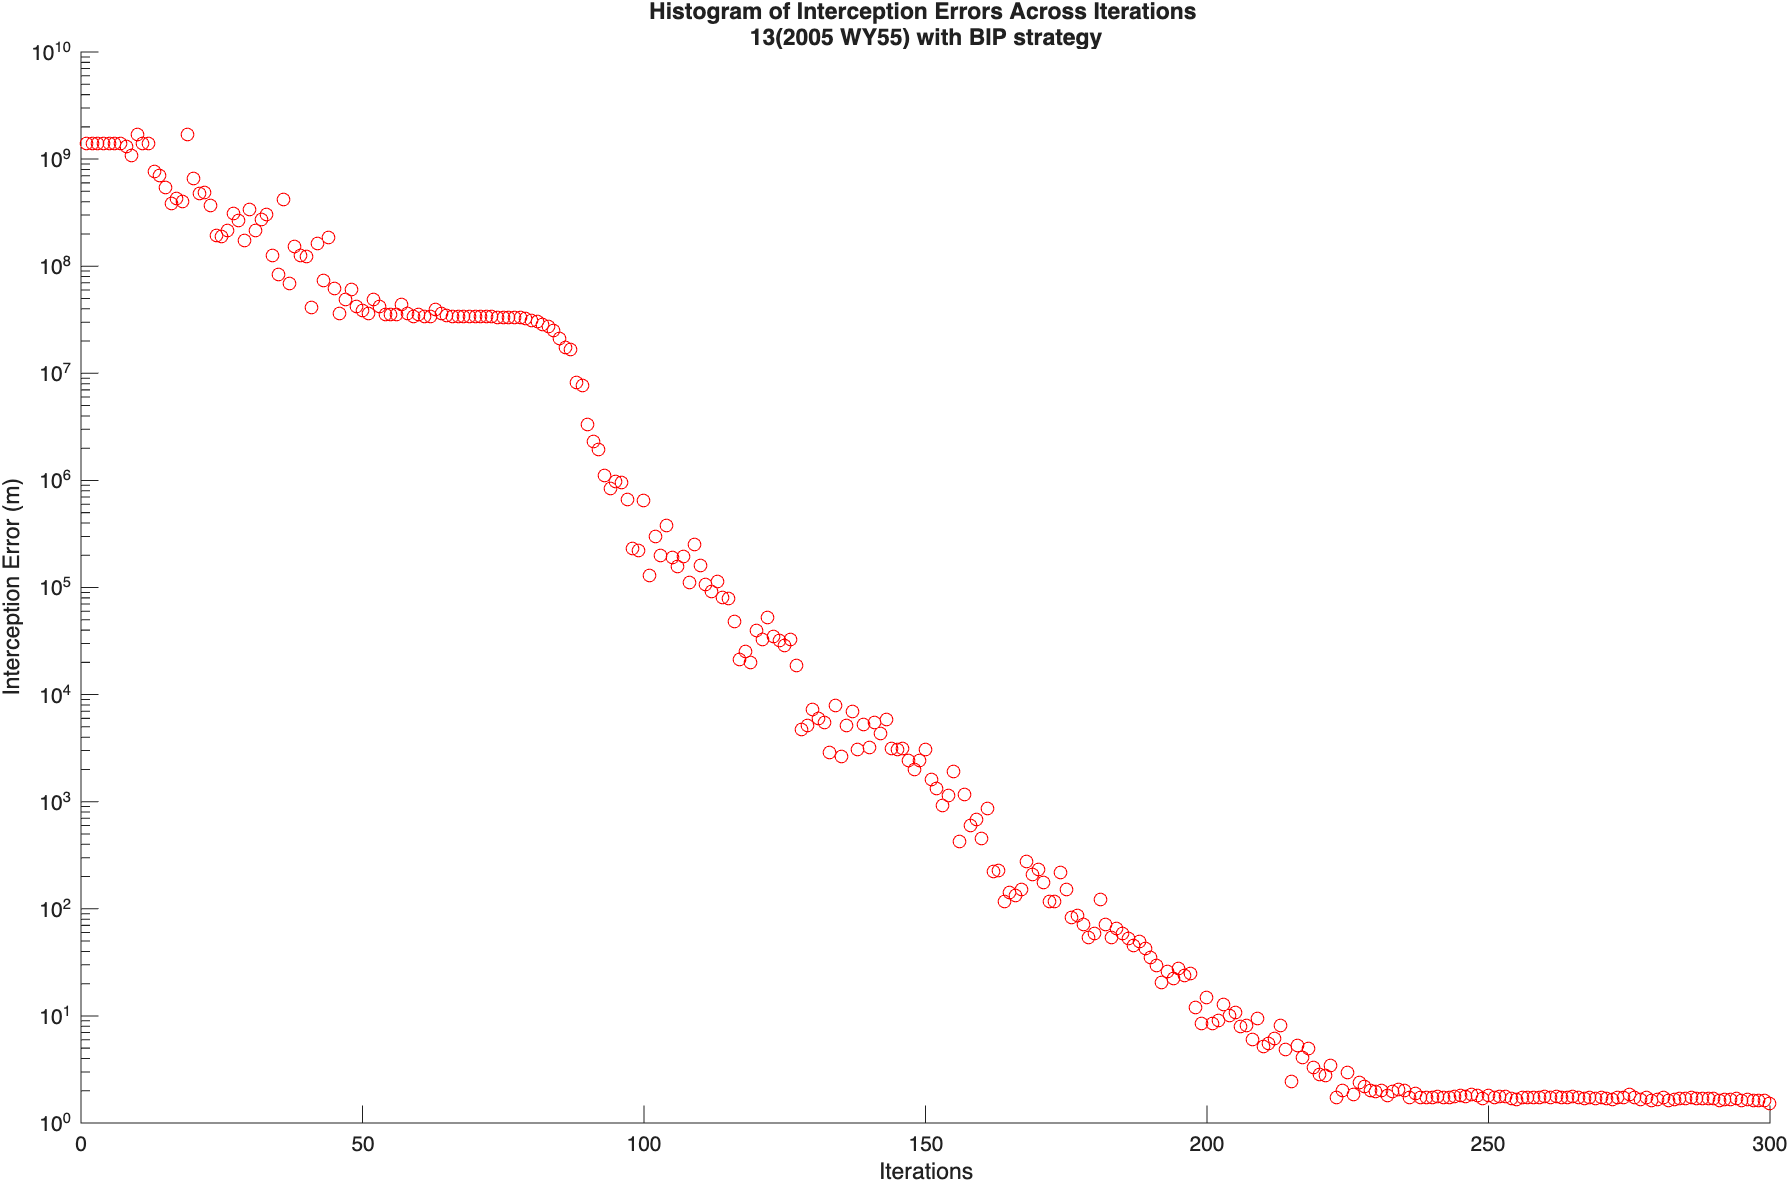 Histogram of Interception Errors Across Iterations
13(2005 WY55) with BIP strategy
Interception Error (m)
10^10
10^9
10^8
10^7
10^6
10^5
10^4
10^3
10^2
10^1
10^0
0 50 100 150 200 250 300
Iterations